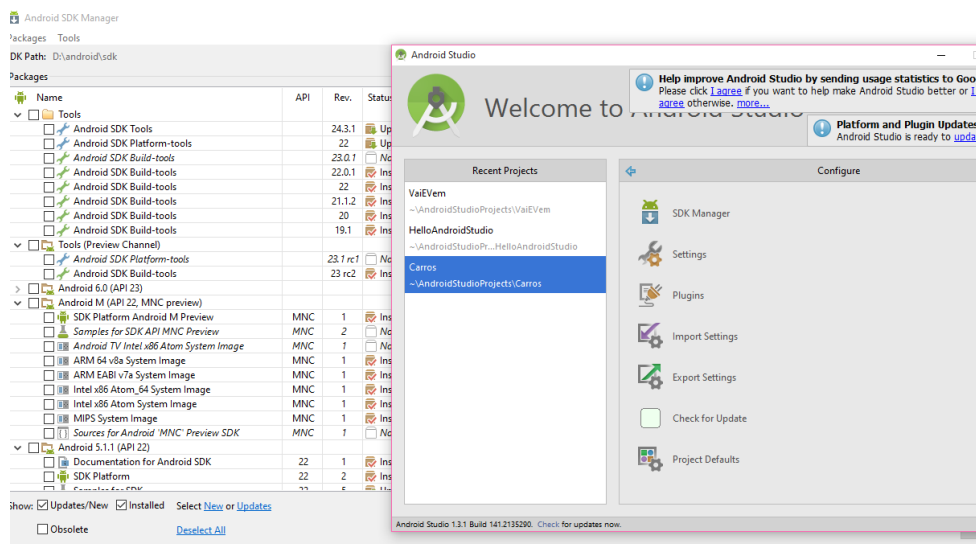 Android SDK Manager
Packages Tools
SDK Path: D:\android\sdk
Packages
Name API Rev. Status
Tools
Android SDK Tools 24.3.1
Android SDK Platform-tools 22
Android SDK Build-tools 23.0.1
Android SDK Build-tools 22.0.1
Android SDK Build-tools 22
Android SDK Build-tools 21.1.2
Android SDK Build-tools 20
Android SDK Build-tools 19.1
Tools (Preview Channel)
Android SDK Platform-tools 23.1 rc1
Android SDK Build-tools 23 rc2
Android 6.0 (API 23)
Android M (API 22, MNC preview)
SDK Platform Android M Preview MNC 1
Samples for SDK API MNC Preview MNC 2
Android TV Intel x86 Atom System Image MNC 1
ARM 64 v8a System Image MNC 1
ARM EABI v7a System Image MNC 1
Intel x86 Atom_64 System Image MNC 1
Intel x86 Atom System Image MNC 1
MIPS System Image MNC 1
Sources for Android 'MNC' Preview SDK MNC 1
Android 5.1.1 (API 22)
Documentation for Android SDK 22 1
SDK Platform 22 2
Samples for SDK 22
Show: Updates/New Installed Select New or Updates
Obsolete Deselect All
Android Studio
Welcome to Android Studio
Help improve Android Studio by sending usage statistics to Goo
Please click I agree if you want to help make Android Studio better or I
agree otherwise. more...
Platform and Plugin Updates
Android Studio is ready to upda
Recent Projects
VaiEVem
~\AndroidStudioProjects\VaiEVem
HelloAndroidStudio
~\AndroidStudioPr...HelloAndroidStudio
Carros
~\AndroidStudioProjects\Carros
Configure
SDK Manager
Settings
Plugins
Import Settings
Export Settings
Check for Update
Project Defaults
Android Studio 1.3.1 Build 141.2135290. Check for updates now.